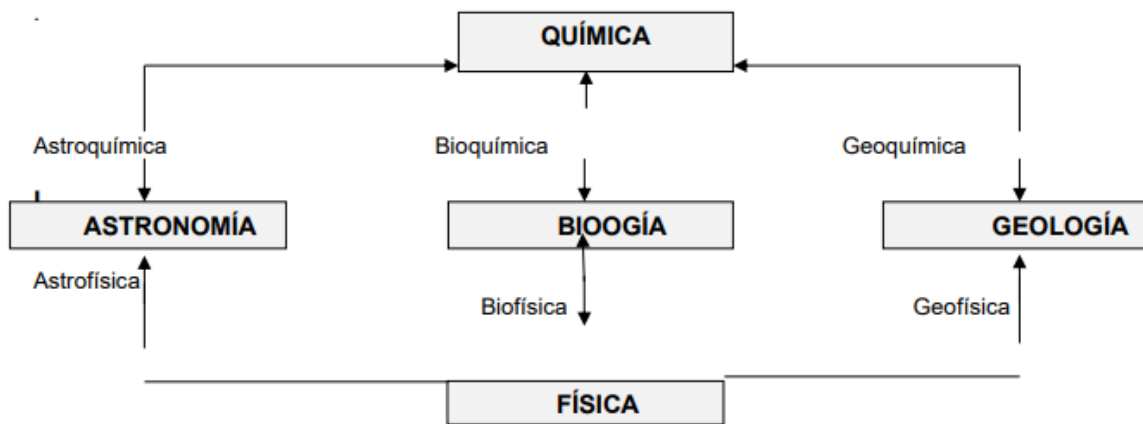 QUÍMICA
Astroquímica Bioquímica Geoquímica
ASTRONOMÍA BIOOGÍA GEOLOGÍA
Astrofísica Biofísica Geofísica
FÍSICA